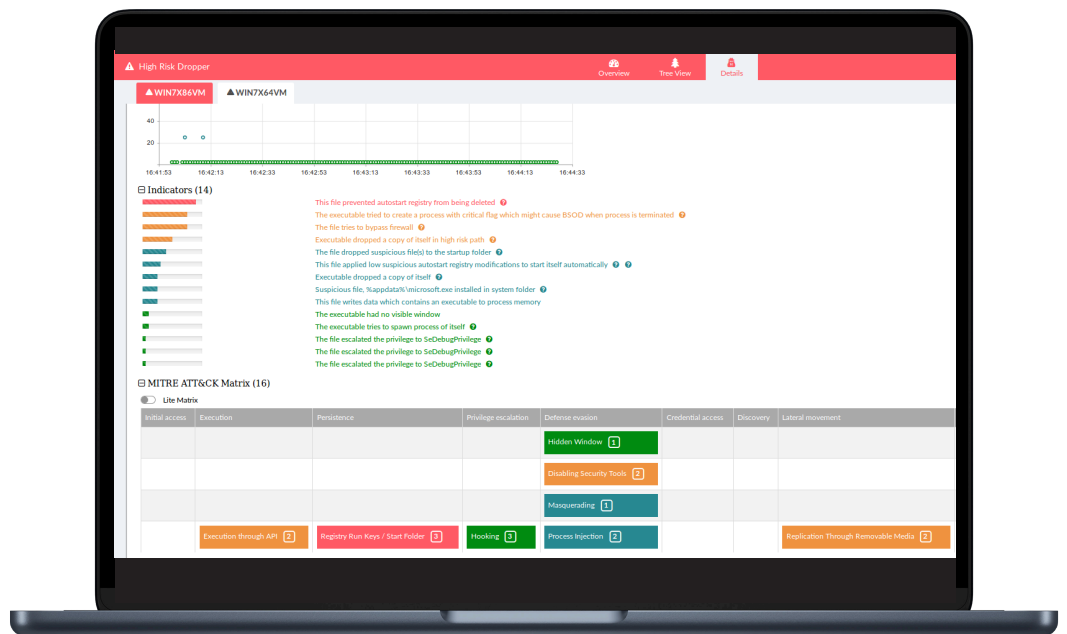 High Risk Dropper
Overview
Tree View
Details
WIN7X86VM
WIN7X64VM
40
20
16:41:53 16:42:13 16:42:33 16:42:53 16:43:13 16:43:33 16:43:53 16:44:13 16:44:33
Indicators (14)
This file prevented autostart registry from being deleted
The executable tried to create a process with critical flag which might cause BSOD when process is terminated
The file tries to bypass firewall
Executable dropped a copy of itself in high risk path
The file dropped suspicious file(s) to the startup folder
This file applied low suspicious autostart registry modifications to start itself automatically
Executable dropped a copy of itself
Suspicious file, %appdata%\microsoft.exe installed in system folder
This file writes data which contains an executable to process memory
The executable had no visible window
The executable tries to spawn process of itself
The file escalated the privilege to SeDebugPrivilege
The file escalated the privilege to SeDebugPrivilege
The file escalated the privilege to SeDebugPrivilege
MITRE ATT&CK Matrix (16)
Lite Matrix
Initial access Execution Persistence Privilege escalation Defense evasion Credential access Discovery Lateral movement
Hidden Window 1
Disabling Security Tools 2
Masquerading 1
Execution through API 2 Registry Run Keys / Start Folder 3 Hooking 3 Process Injection 2 Replication Through Removable Media 2